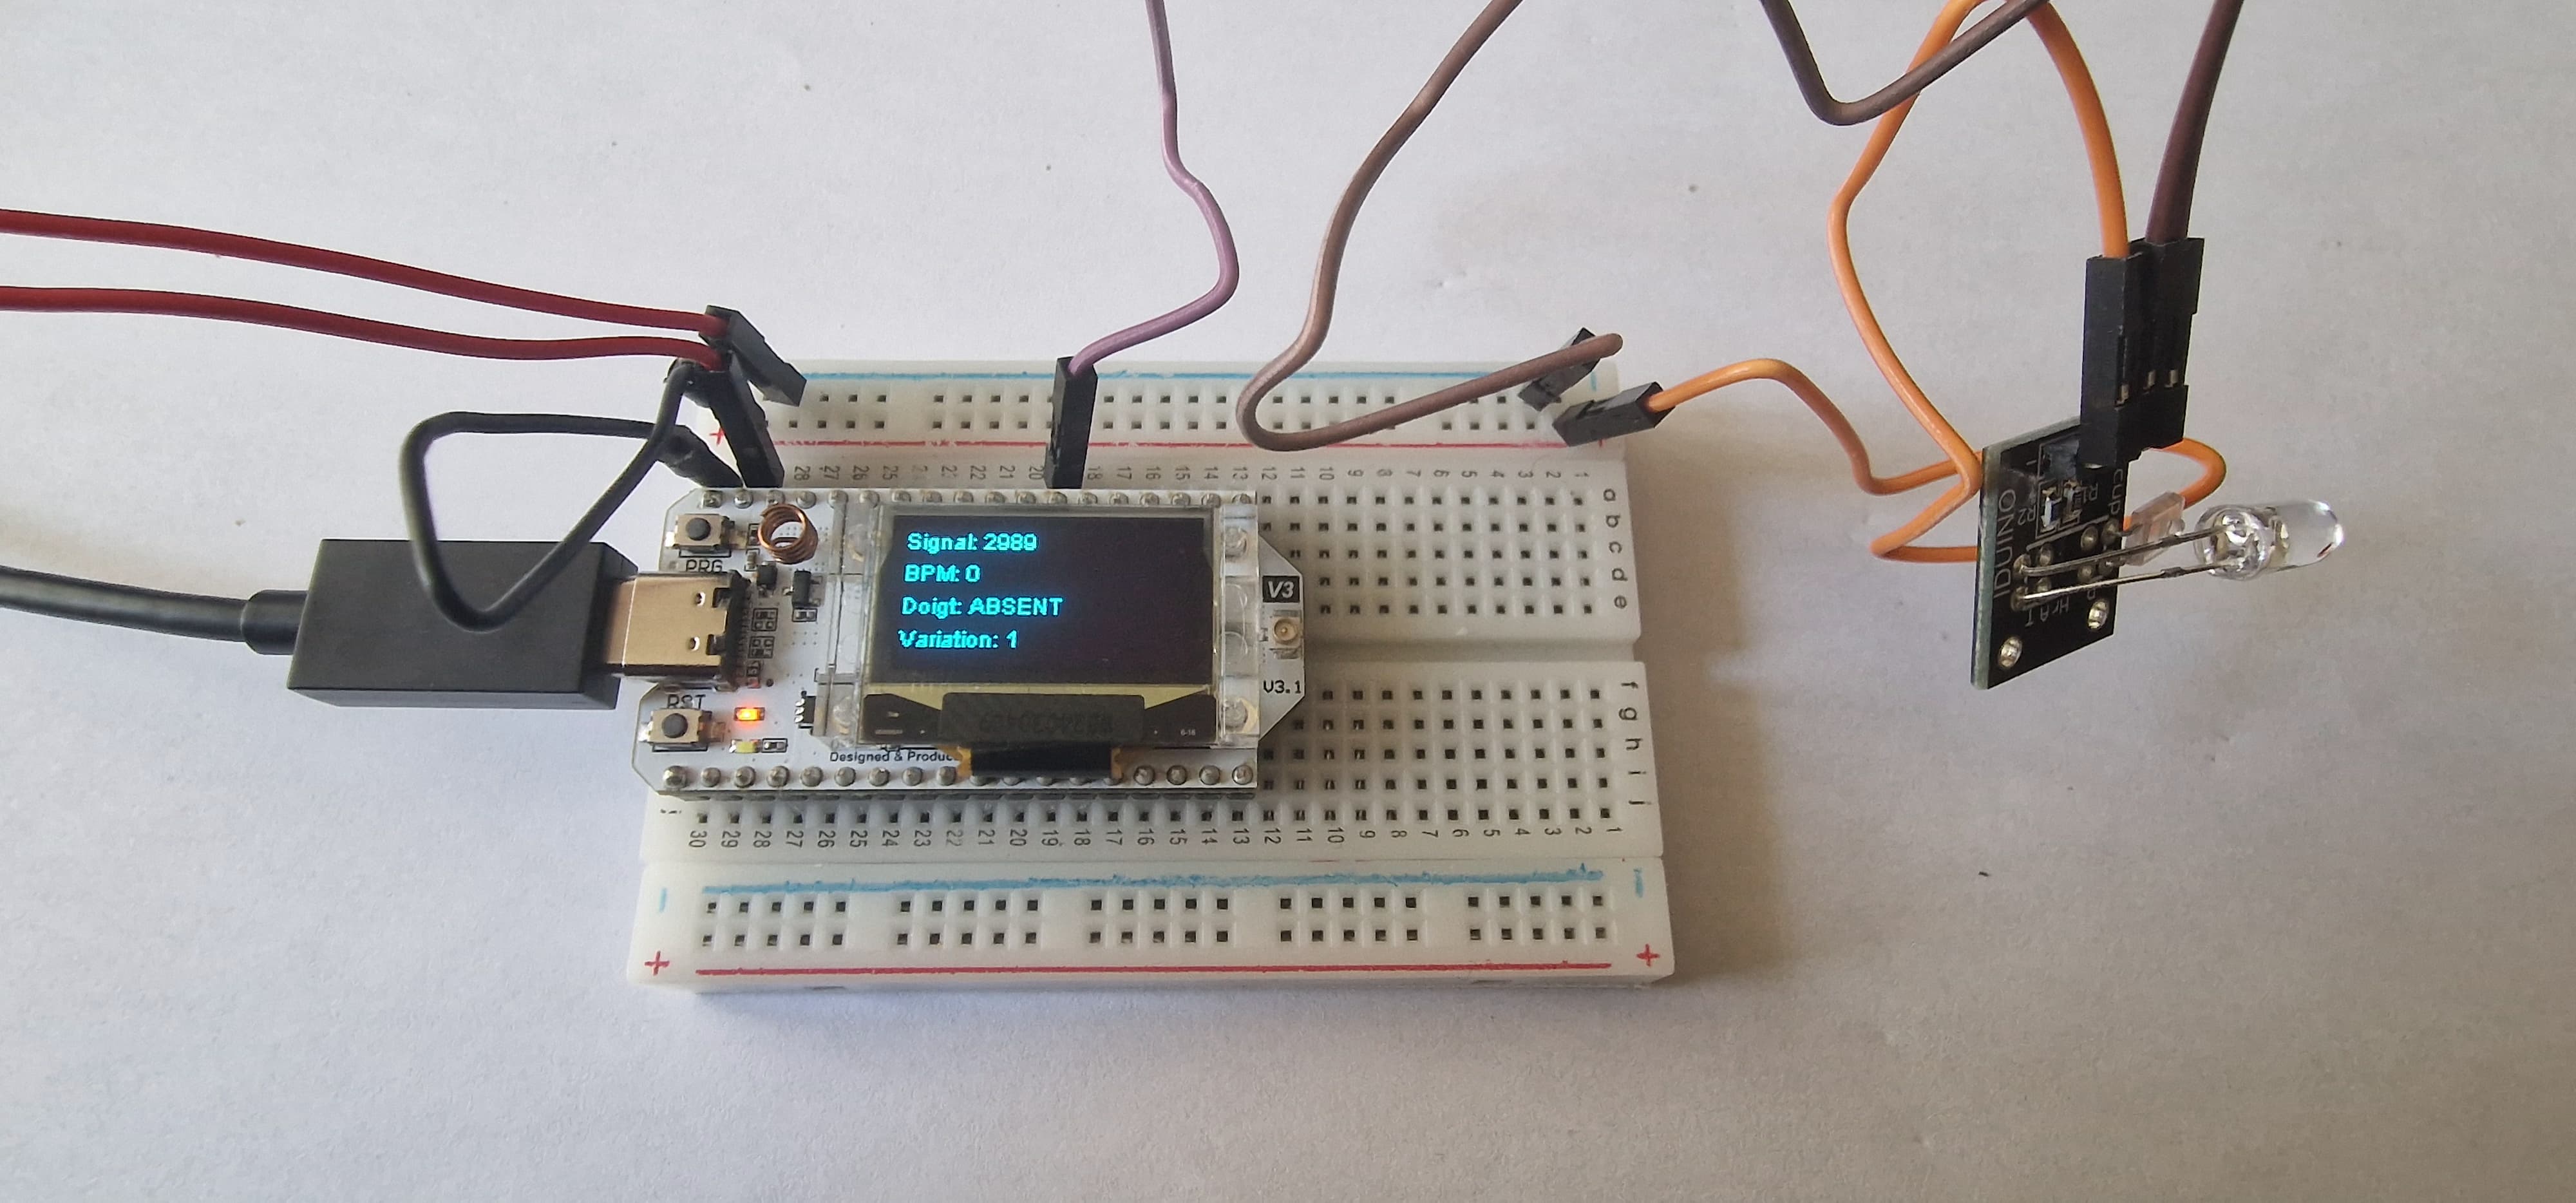 28 27 26 25 22 21 20 18 17 16 15 14 13 12 11 10 9 8 7 6 5 4 3 2 1
a
b
c
d
e
PRG
Signal: 2989
BPM: 0
Doigt: ABSENT
Variation: 1
V3
V3.1
RST
Designed & Produc
IDUINO
f
g
h
i
j
j
30 29 28 27 26 25 24 23 22 21 20 19 18 17 16 15 14 13 12 11 10 9 8 7 6 5 4 3 2 1
- -
+ +